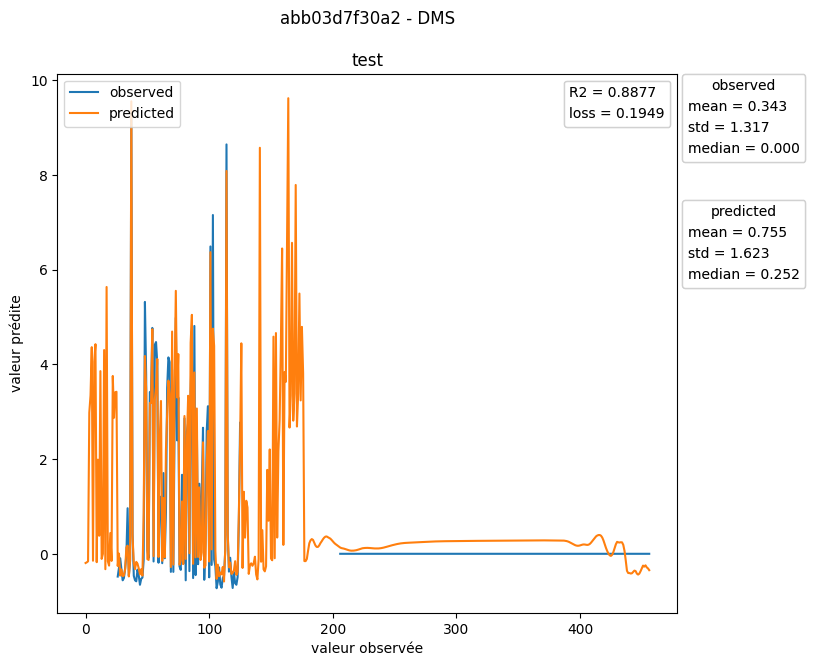 abb03d7f30a2 - DMS
test
observed
predicted
R2 = 0.8877
loss = 0.1949
observed
mean = 0.343
std = 1.317
median = 0.000
predicted
mean = 0.755
std = 1.623
median = 0.252
valeur prédite
10
8
6
4
2
0
0
100
200
300
400
valeur observée